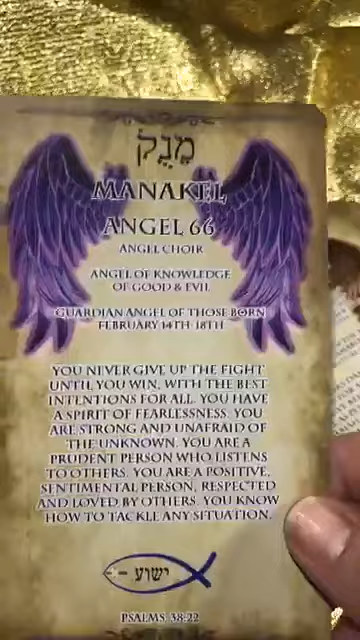 מנק
MANAKEL
ANGEL 66
ANGEL CHOIR
ANGEL OF KNOWLEDGE
OF GOOD & EVIL
GUARDIAN ANGEL OF THOSE BORN
FEBRUARY 14TH-18TH
YOU NEVER GIVE UP THE FIGHT
UNTIL YOU WIN, WITH THE BEST
INTENTIONS FOR ALL. YOU HAVE
A SPIRIT OF FEARLESSNESS. YOU
ARE STRONG AND UNAFRAID OF
THE UNKNOWN. YOU ARE A
PRUDENT PERSON WHO LISTENS
TO OTHERS. YOU ARE A POSITIVE,
SENTIMENTAL PERSON, RESPECTED
AND LOVED BY OTHERS. YOU KNOW
HOW TO TACKLE ANY SITUATION.
ישוע
PSALMS, 38:22